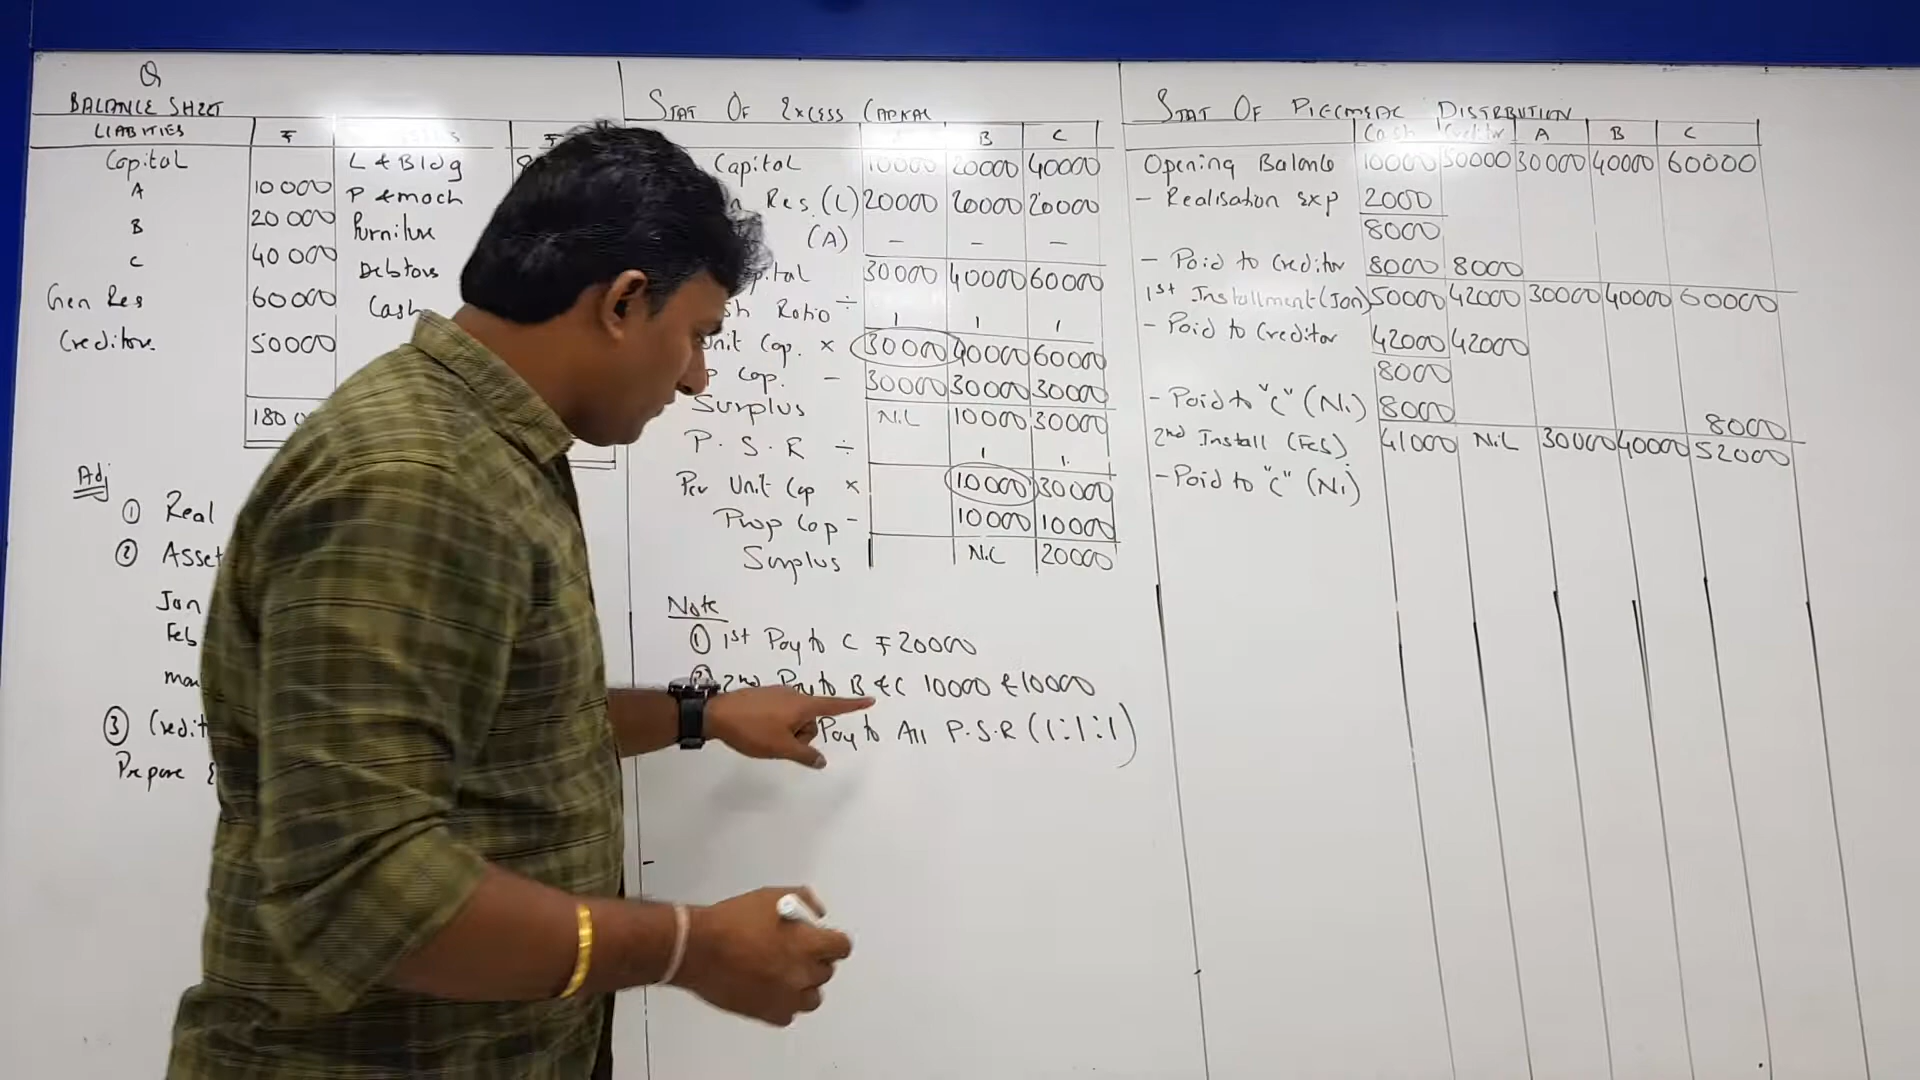 Q
BALANCE SHEET
LIABITIES ₹
Capital L & Bldg
A 10000 P & mach
B 20000 Furniture
C 40000 Debtors
Gen Res 60000 Cash
Creditors 50000
180
Adj
① Real
② Asset
Jan
Feb
mar
③ Credit
Prepare
STAT OF EXCESS CAPITAL
B C
Capital 10000 20000 40000
Res. (L) 20000 20000 20000
(A) - - -
30000 40000 60000
Ratio ÷ 1 1 1
Unit Cap. × 30000 40000 60000
Cap. - 30000 30000 30000
Surplus NiL 10000 30000
P.S.R ÷ 1 1
Per Unit Cap × 10000 30000
Prop Cap - 10000 10000
Surplus NiL 20000
Note
① 1st Pay to C ₹ 20000
2nd Pay to B & C 10000 & 10000
Pay to All P.S.R (1:1:1)
STAT OF PIECMEAL DISTRBUTION
Cash Creditor A B C
Opening Balance 10000 50000 30000 40000 60000
- Realisation Exp 2000
8000
- Paid to Creditor 8000 8000
1st Installment (Jan) 50000 42000 30000 40000 60000
- Paid to Creditor 42000 42000
8000
- Paid to "C" (N1) 8000 8000
2nd Install (Feb) 41000 NiL 30000 40000 52000
- Paid to "C" (N1)